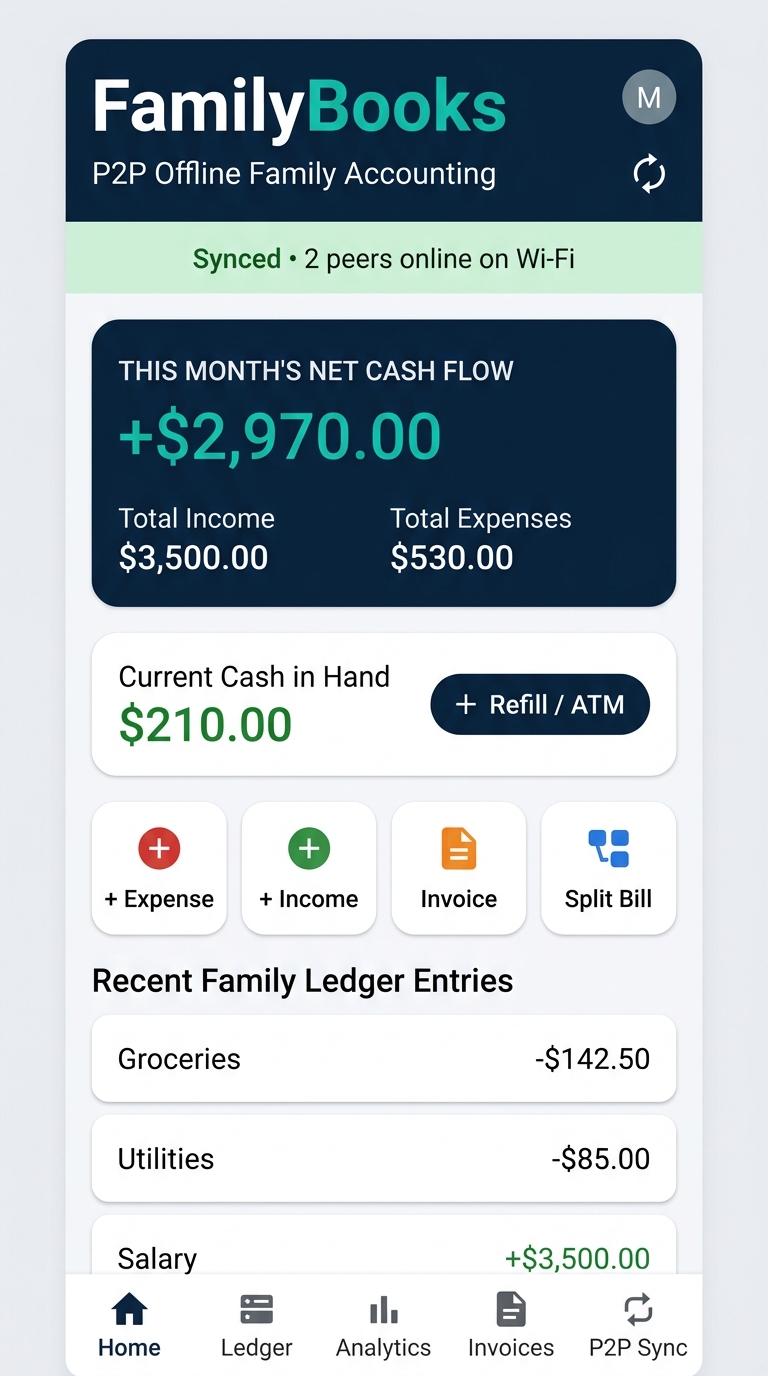 FamilyBooks
M
P2P Offline Family Accounting
Synced • 2 peers online on Wi-Fi
THIS MONTH'S NET CASH FLOW
+$2,970.00
Total Income
$3,500.00
Total Expenses
$530.00
Current Cash in Hand
$210.00
+ Refill / ATM
+ Expense
+ Income
Invoice
Split Bill
Recent Family Ledger Entries
Groceries
-$142.50
Utilities
-$85.00
Salary
+$3,500.00
Home
Ledger
Analytics
Invoices
P2P Sync